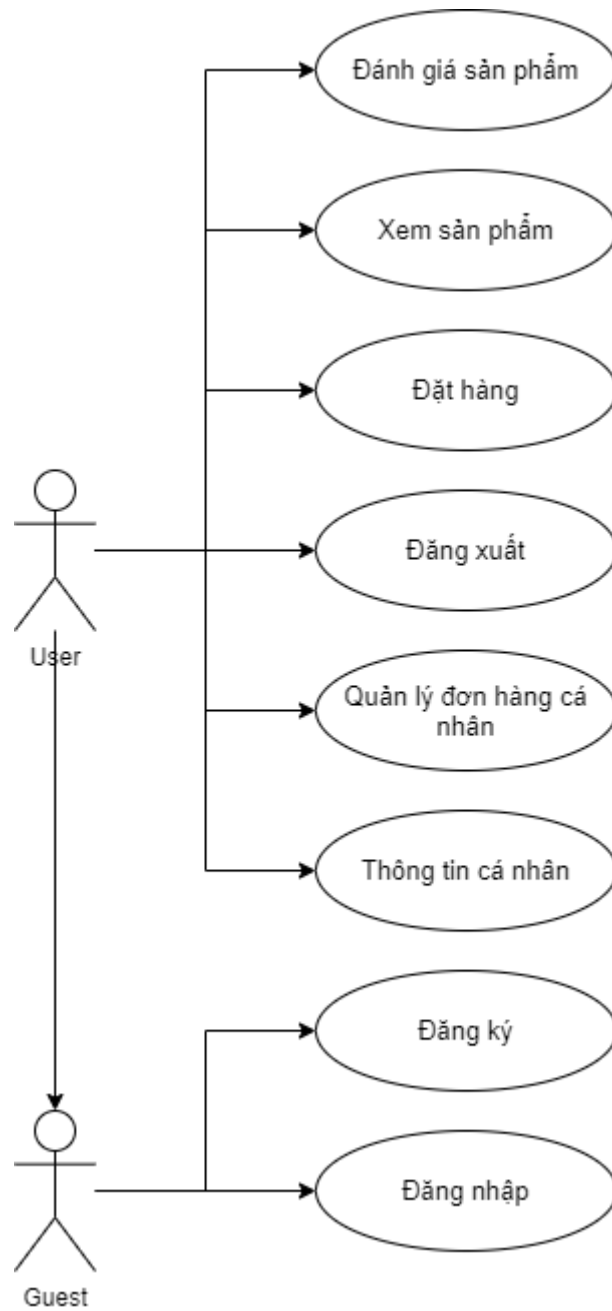 Đánh giá sản phẩm
Xem sản phẩm
Đặt hàng
Đăng xuất
User
Quản lý đơn hàng cá
nhân
Thông tin cá nhân
Đăng ký
Đăng nhập
Guest